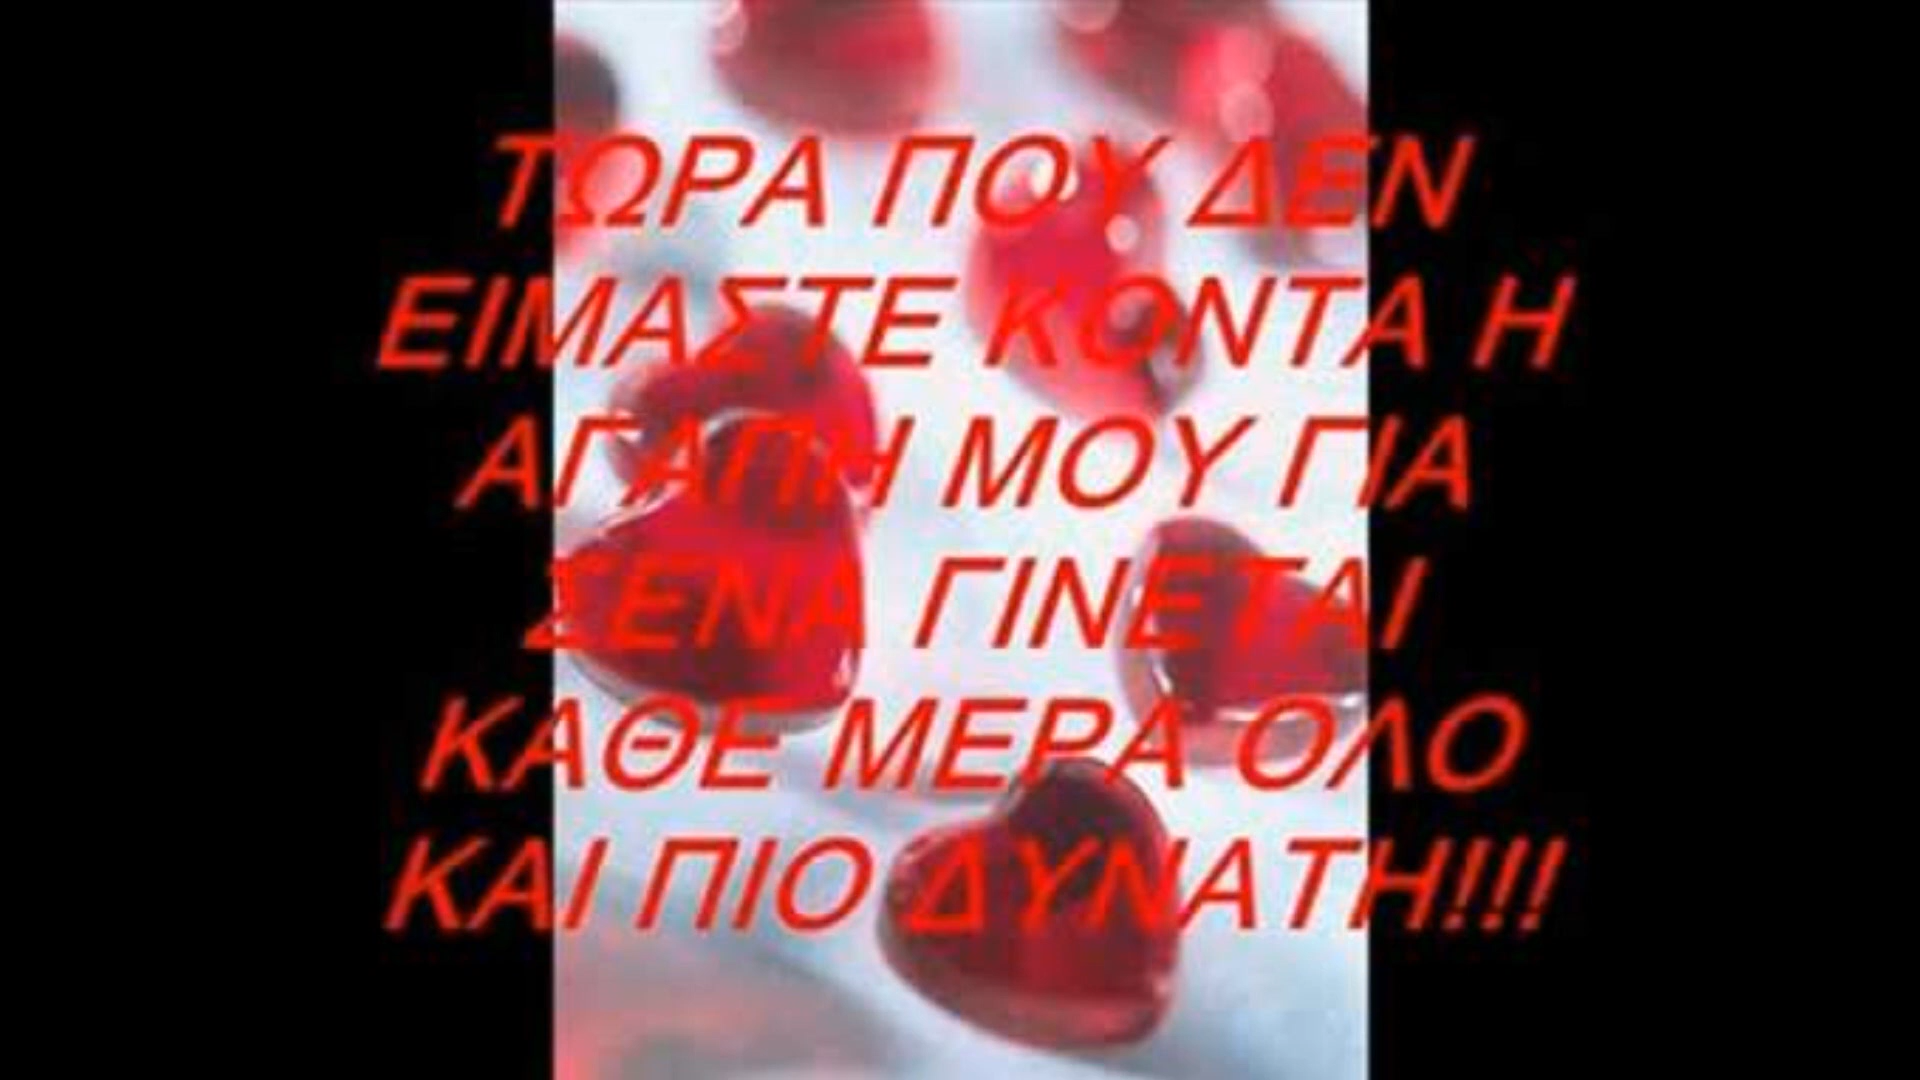 ΤΩΡΑ ΠΟΥ ΔΕΝ
ΕΙΜΑΣΤΕ ΚΟΝΤΑ Η
ΑΓΑΠΗ ΜΟΥ ΓΙΑ
ΣΕΝΑ ΓΙΝΕΤΑΙ
ΚΑΘΕ ΜΕΡΑ ΟΛΟ
ΚΑΙ ΠΙΟ ΔΥΝΑΤΗ!!!